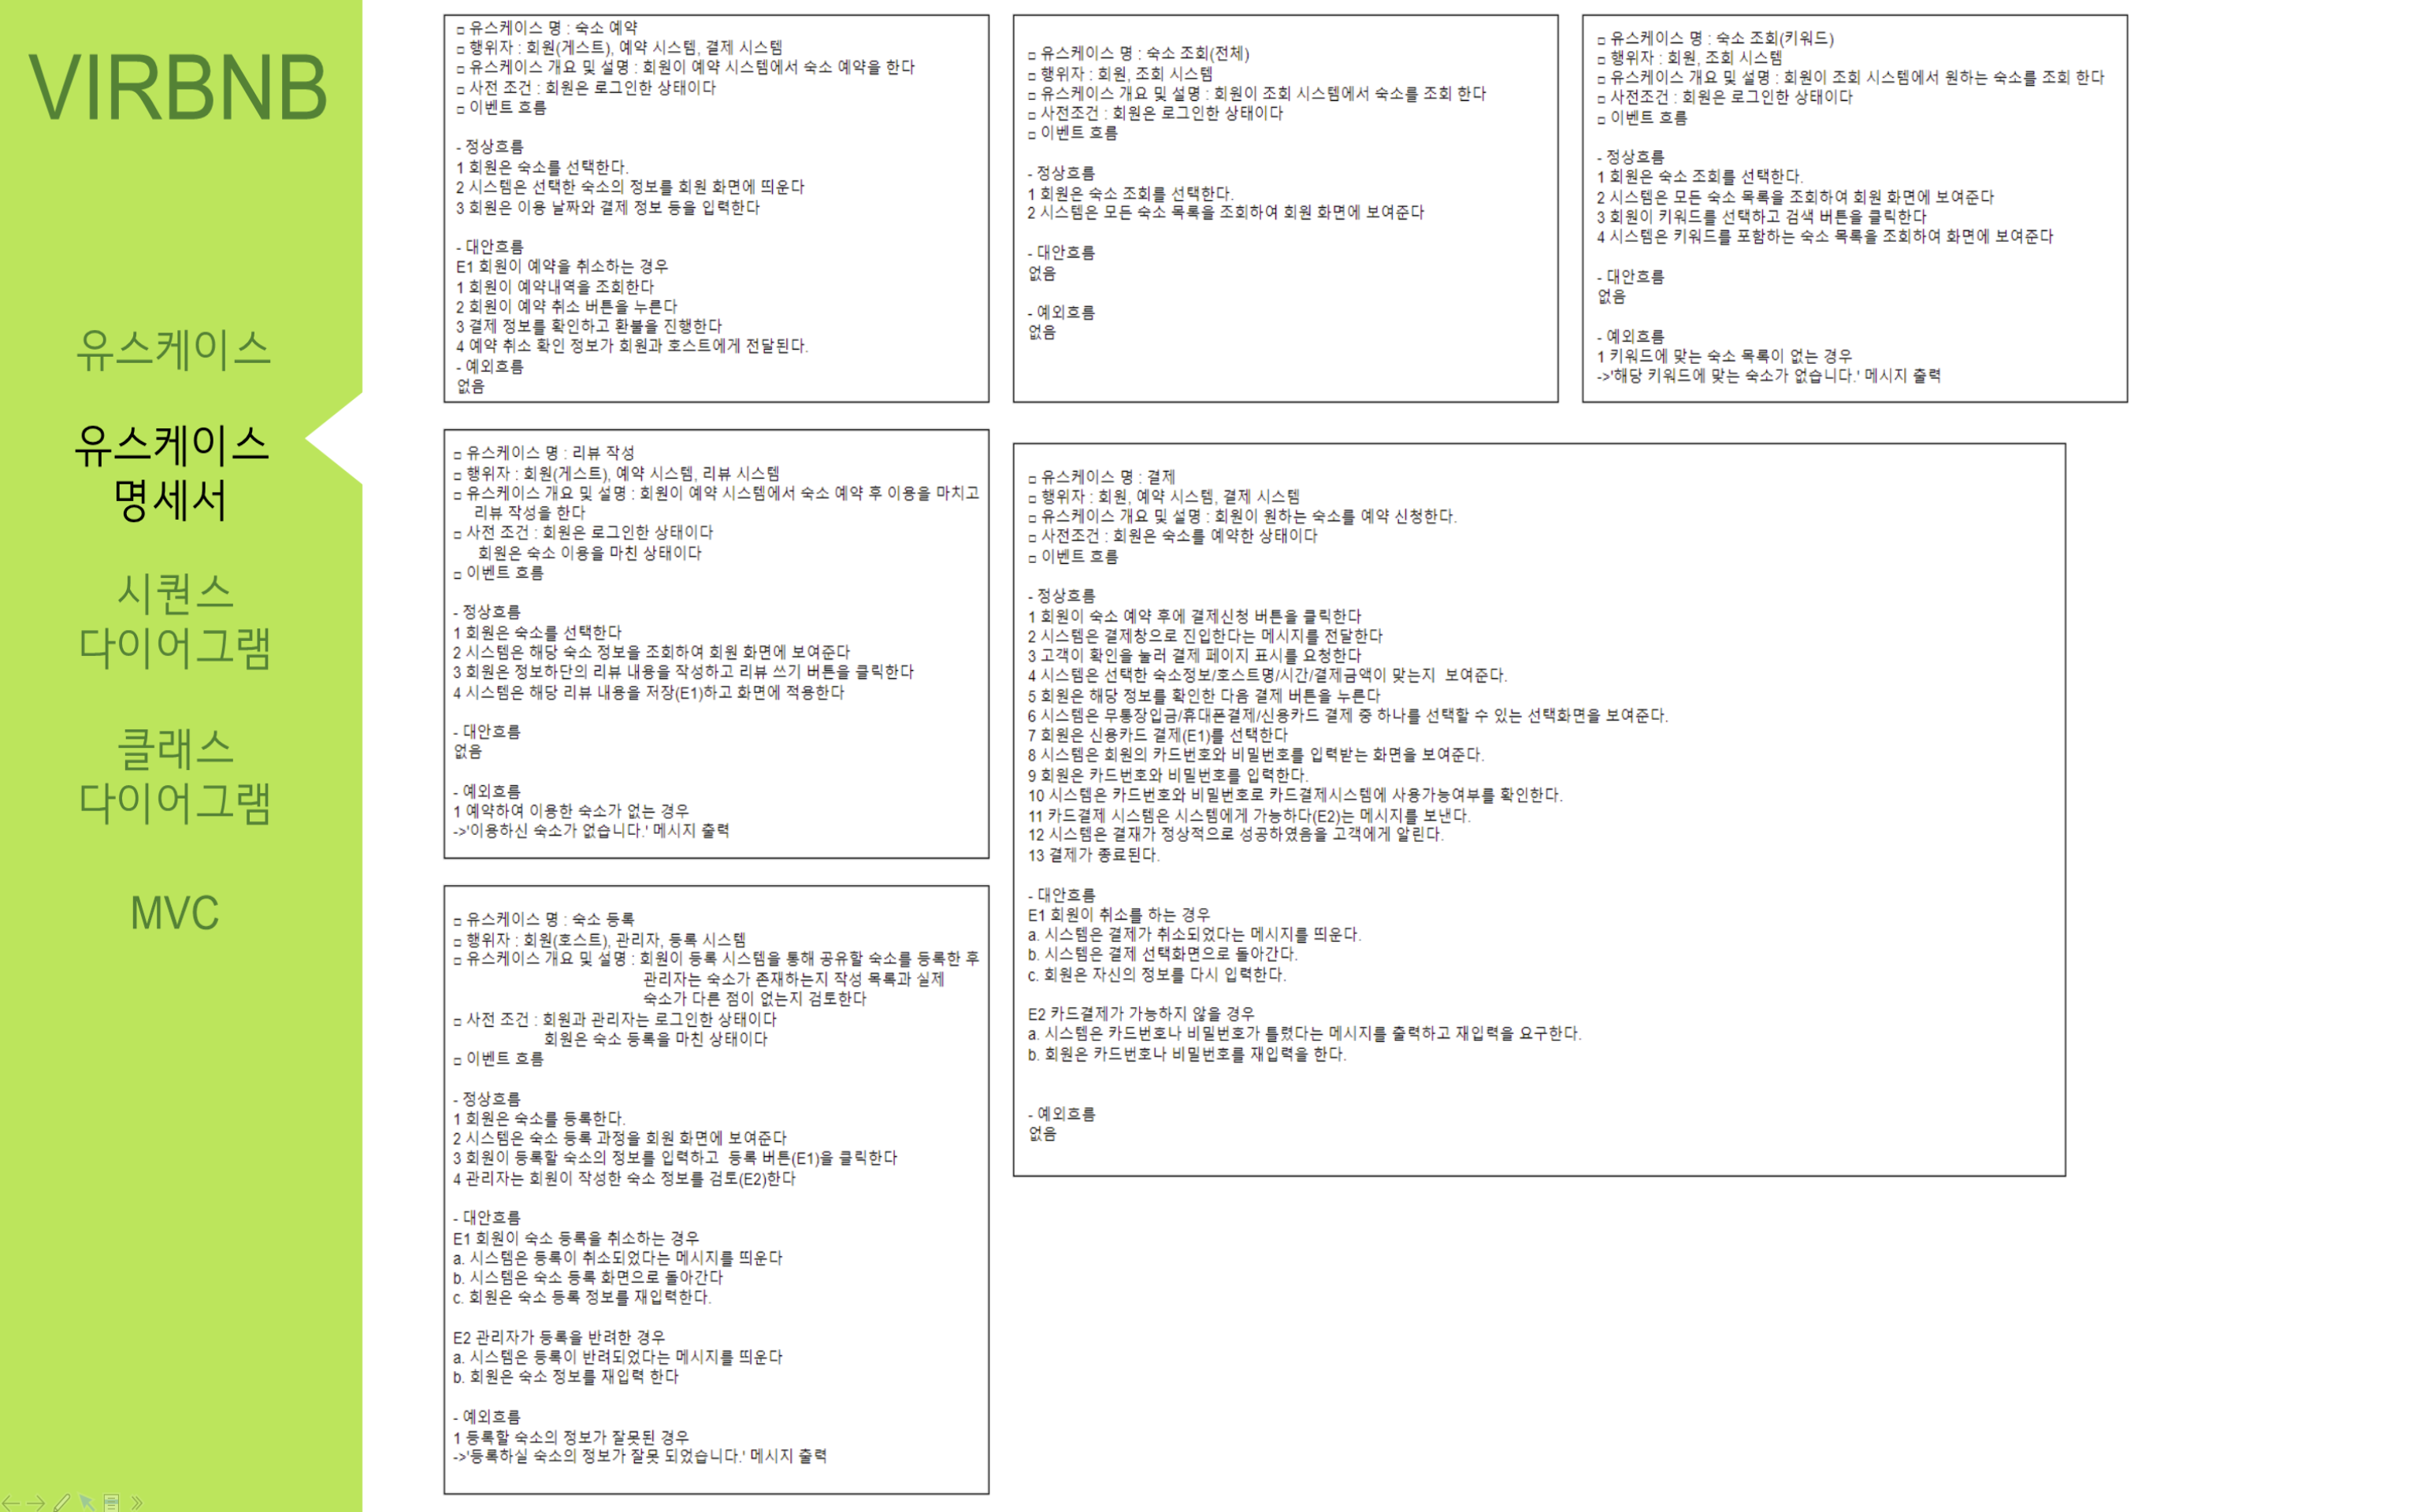 VIRBNB
유스케이스
유스케이스
명세서
시퀀스
다이어그램
클래스
다이어그램
MVC
□ 유스케이스 명 : 숙소 예약
□ 행위자 : 회원(게스트), 예약 시스템, 결제 시스템
□ 유스케이스 개요 및 설명 : 회원이 예약 시스템에서 숙소 예약을 한다
□ 사전 조건 : 회원은 로그인한 상태이다
□ 이벤트 흐름
- 정상흐름
1 회원은 숙소를 선택한다.
2 시스템은 선택한 숙소의 정보를 회원 화면에 띄운다
3 회원은 이용 날짜와 결제 정보 등을 입력한다
- 대안흐름
E1 회원이 예약을 취소하는 경우
1 회원이 예약내역을 조회한다
2 회원이 예약 취소 버튼을 누른다
3 결제 정보를 확인하고 환불을 진행한다
4 예약 취소 확인 정보가 회원과 호스트에게 전달된다.
- 예외흐름
없음
□ 유스케이스 명 : 숙소 조회(전체)
□ 행위자 : 회원, 조회 시스템
□ 유스케이스 개요 및 설명 : 회원이 조회 시스템에서 숙소를 조회 한다
□ 사전조건 : 회원은 로그인한 상태이다
□ 이벤트 흐름
- 정상흐름
1 회원은 숙소 조회를 선택한다.
2 시스템은 모든 숙소 목록을 조회하여 회원 화면에 보여준다
- 대안흐름
없음
- 예외흐름
없음
□ 유스케이스 명 : 숙소 조회(키워드)
□ 행위자 : 회원, 조회 시스템
□ 유스케이스 개요 및 설명 : 회원이 조회 시스템에서 원하는 숙소를 조회 한다
□ 사전조건 : 회원은 로그인한 상태이다
□ 이벤트 흐름
- 정상흐름
1 회원은 숙소 조회를 선택한다.
2 시스템은 모든 숙소 목록을 조회하여 회원 화면에 보여준다
3 회원이 키워드를 선택하고 검색 버튼을 클릭한다
4 시스템은 키워드를 포함하는 숙소 목록을 조회하여 화면에 보여준다
- 대안흐름
없음
- 예외흐름
1 키워드에 맞는 숙소 목록이 없는 경우
->'해당 키워드에 맞는 숙소가 없습니다.' 메시지 출력
□ 유스케이스 명 : 리뷰 작성
□ 행위자 : 회원(게스트), 예약 시스템, 리뷰 시스템
□ 유스케이스 개요 및 설명 : 회원이 예약 시스템에서 숙소 예약 후 이용을 마치고
리뷰 작성을 한다
□ 사전 조건 : 회원은 로그인한 상태이다
회원은 숙소 이용을 마친 상태이다
□ 이벤트 흐름
- 정상흐름
1 회원은 숙소를 선택한다
2 시스템은 해당 숙소 정보를 조회하여 회원 화면에 보여준다
3 회원은 정보하단의 리뷰 내용을 작성하고 리뷰 쓰기 버튼을 클릭한다
4 시스템은 해당 리뷰 내용을 저장(E1)하고 화면에 적용한다
- 대안흐름
없음
- 예외흐름
1 예약하여 이용한 숙소가 없는 경우
->'이용하신 숙소가 없습니다.' 메시지 출력
□ 유스케이스 명 : 결제
□ 행위자 : 회원, 예약 시스템, 결제 시스템
□ 유스케이스 개요 및 설명 : 회원이 원하는 숙소를 예약 신청한다.
□ 사전조건 : 회원은 숙소를 예약한 상태이다
□ 이벤트 흐름
- 정상흐름
1 회원이 숙소 예약 후에 결제신청 버튼을 클릭한다
2 시스템은 결제창으로 진입한다는 메시지를 전달한다
3 고객이 확인을 눌러 결제 페이지 표시를 요청한다
4 시스템은 선택한 숙소정보/호스트명/시간/결제금액이 맞는지 보여준다.
5 회원은 해당 정보를 확인한 다음 결제 버튼을 누른다
6 시스템은 무통장입금/휴대폰결제/신용카드 결제 중 하나를 선택할 수 있는 선택화면을 보여준다.
7 회원은 신용카드 결제(E1)를 선택한다
8 시스템은 회원의 카드번호와 비밀번호를 입력받는 화면을 보여준다.
9 회원은 카드번호와 비밀번호를 입력한다.
10 시스템은 카드번호와 비밀번호로 카드결제시스템에 사용가능여부를 확인한다.
11 카드결제 시스템은 시스템에게 가능하다(E2)는 메시지를 보낸다.
12 시스템은 결재가 정상적으로 성공하였음을 고객에게 알린다.
13 결제가 종료된다.
- 대안흐름
E1 회원이 취소를 하는 경우
a. 시스템은 결제가 취소되었다는 메시지를 띄운다.
b. 시스템은 결제 선택화면으로 돌아간다.
c. 회원은 자신의 정보를 다시 입력한다.
E2 카드결제가 가능하지 않을 경우
a. 시스템은 카드번호나 비밀번호가 틀렸다는 메시지를 출력하고 재입력을 요구한다.
b. 회원은 카드번호나 비밀번호를 재입력을 한다.
- 예외흐름
없음
□ 유스케이스 명 : 숙소 등록
□ 행위자 : 회원(호스트), 관리자, 등록 시스템
□ 유스케이스 개요 및 설명 : 회원이 등록 시스템을 통해 공유할 숙소를 등록한 후
관리자는 숙소가 존재하는지 작성 목록과 실제
숙소가 다른 점이 없는지 검토한다
□ 사전 조건 : 회원과 관리자는 로그인한 상태이다
회원은 숙소 등록을 마친 상태이다
□ 이벤트 흐름
- 정상흐름
1 회원은 숙소를 등록한다.
2 시스템은 숙소 등록 과정을 회원 화면에 보여준다
3 회원이 등록할 숙소의 정보를 입력하고 등록 버튼(E1)을 클릭한다
4 관리자는 회원이 작성한 숙소 정보를 검토(E2)한다
- 대안흐름
E1 회원이 숙소 등록을 취소하는 경우
a. 시스템은 등록이 취소되었다는 메시지를 띄운다
b. 시스템은 숙소 등록 화면으로 돌아간다
c. 회원은 숙소 등록 정보를 재입력한다.
E2 관리자가 등록을 반려한 경우
a. 시스템은 등록이 반려되었다는 메시지를 띄운다
b. 회원은 숙소 정보를 재입력 한다
- 예외흐름
1 등록할 숙소의 정보가 잘못된 경우
->'등록하실 숙소의 정보가 잘못 되었습니다.' 메시지 출력